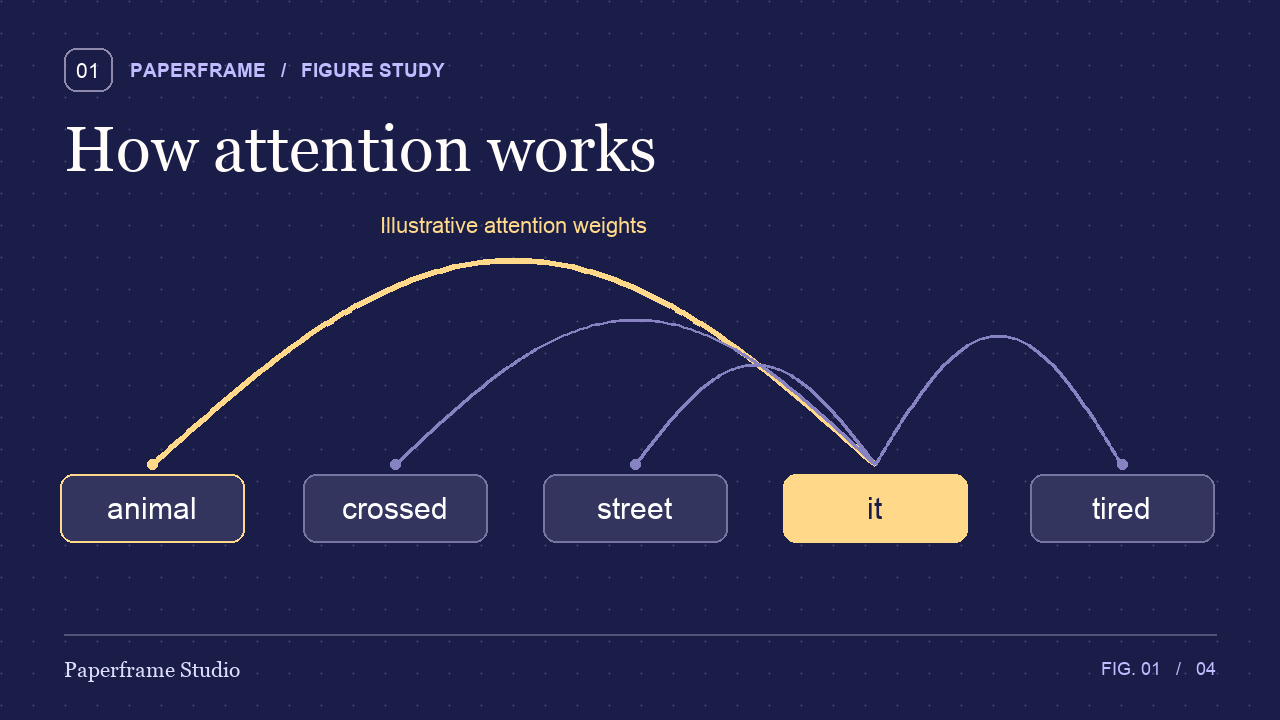 01 PAPERFRAME / FIGURE STUDY
How attention works
Illustrative attention weights
animal crossed street it tired
Paperframe Studio FIG. 01 / 04